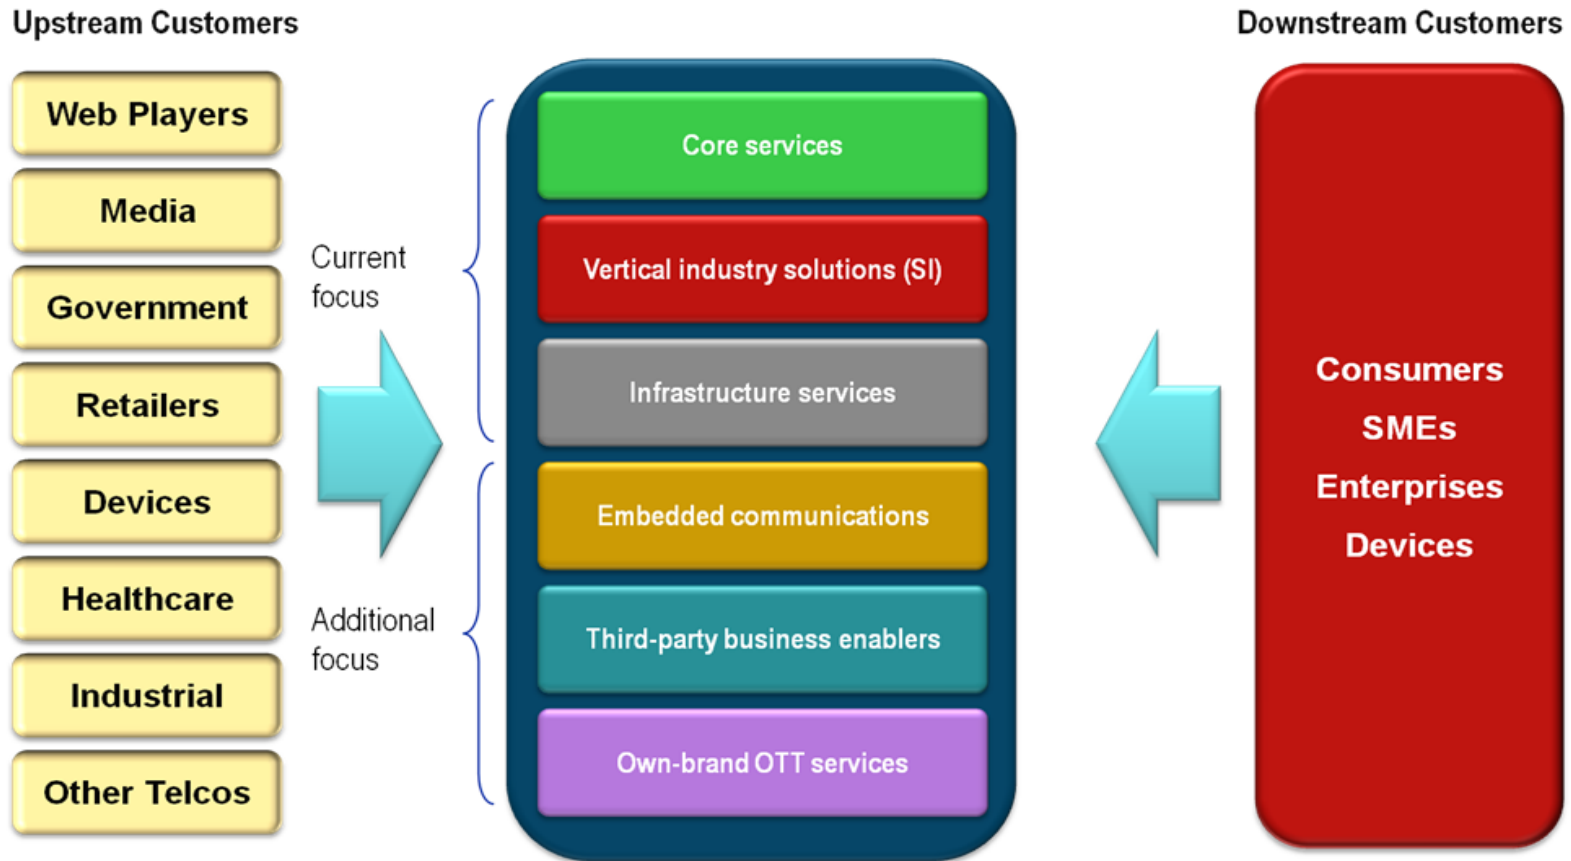 Upstream Customers
Downstream Customers
Web Players
Media
Government
Retailers
Devices
Healthcare
Industrial
Other Telcos
Current
focus
Additional
focus
Core services
Vertical industry solutions (SI)
Infrastructure services
Embedded communications
Third-party business enablers
Own-brand OTT services
Consumers
SMEs
Enterprises
Devices